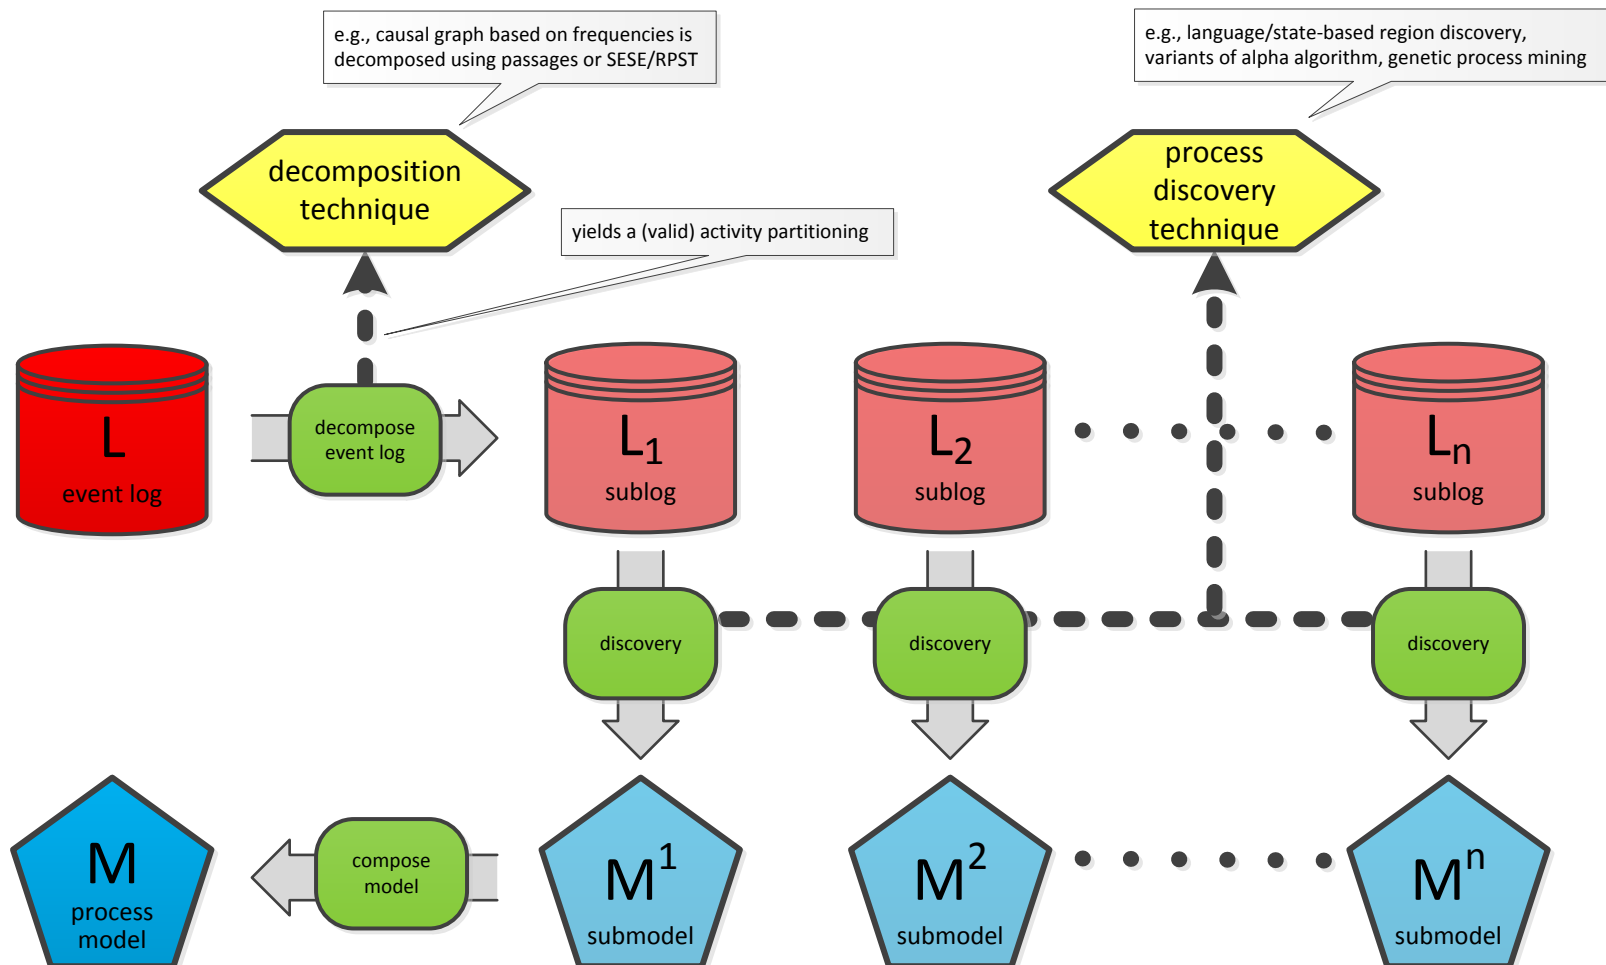 e.g., causal graph based on frequencies is
decomposed using passages or SESE/RPST
e.g., language/state-based region discovery,
variants of alpha algorithm, genetic process mining
decomposition
technique
process
discovery
technique
yields a (valid) activity partitioning
L
event log
decompose
event log
L1
sublog
L2
sublog
Ln
sublog
discovery
discovery
discovery
M
process
model
compose
model
M1
submodel
M2
submodel
Mn
submodel